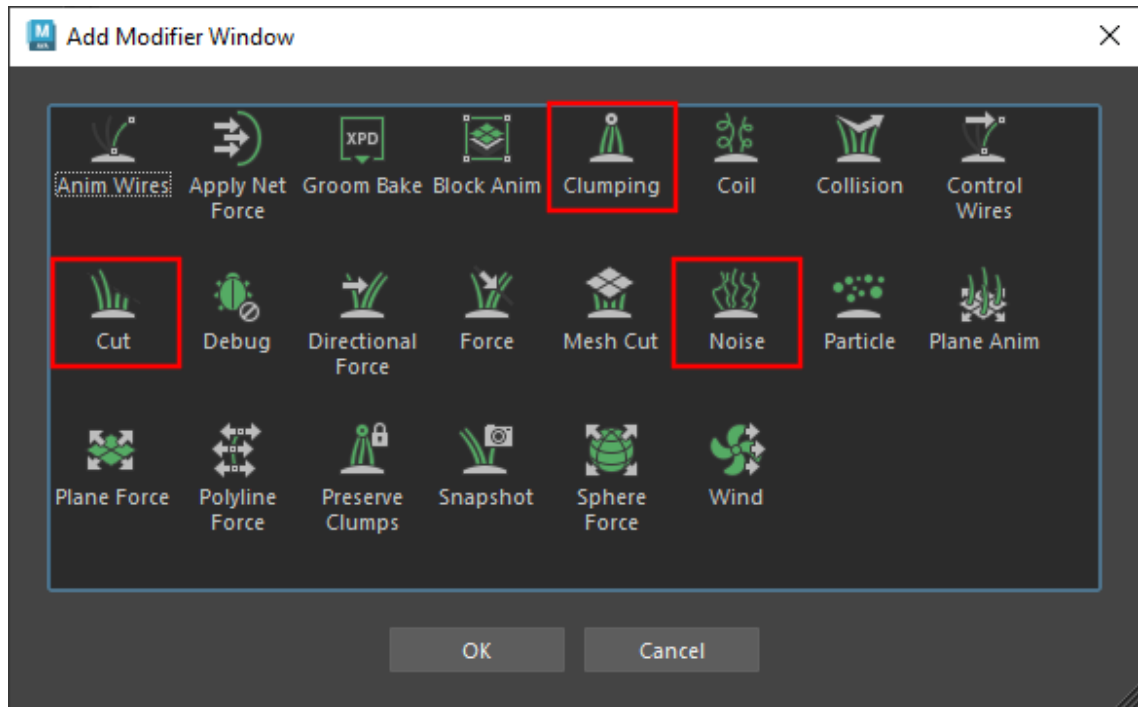 Add Modifier Window
XPD
Anim Wires Apply Net Groom Bake Block Anim Clumping Coil Collision Control
Force Wires
Cut Debug Directional Force Mesh Cut Noise Particle Plane Anim
Force
Plane Force Polyline Preserve Snapshot Sphere Wind
Force Clumps Force
OK Cancel